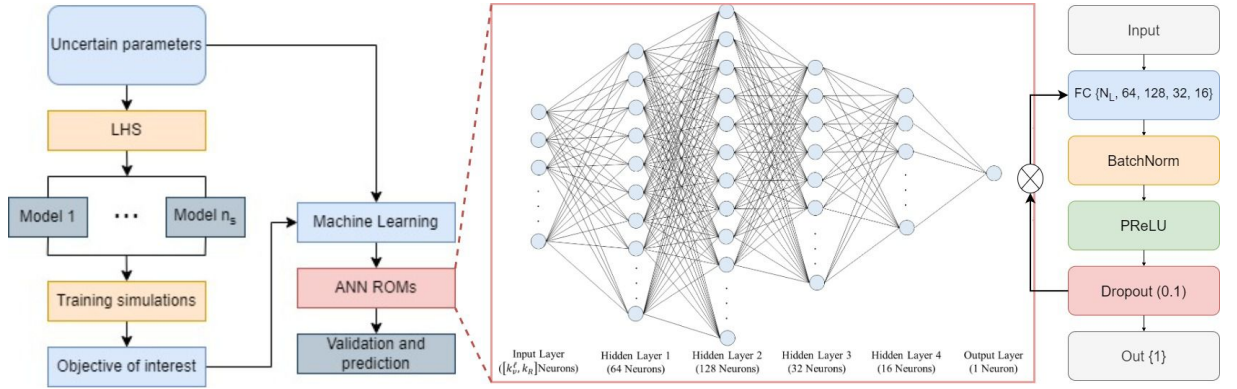 Uncertain parameters
LHS
Model 1
...
Model nₛ
Training simulations
Objective of interest
Machine Learning
ANN ROMs
Validation and
prediction
Input Layer
([kᵥᵋ, k_R]Neurons)
Hidden Layer 1
(64 Neurons)
Hidden Layer 2
(128 Neurons)
Hidden Layer 3
(32 Neurons)
Hidden Layer 4
(16 Neurons)
Output Layer
(1 Neuron)
Input
FC {N_L, 64, 128, 32, 16}
BatchNorm
PReLU
Dropout (0.1)
Out {1}